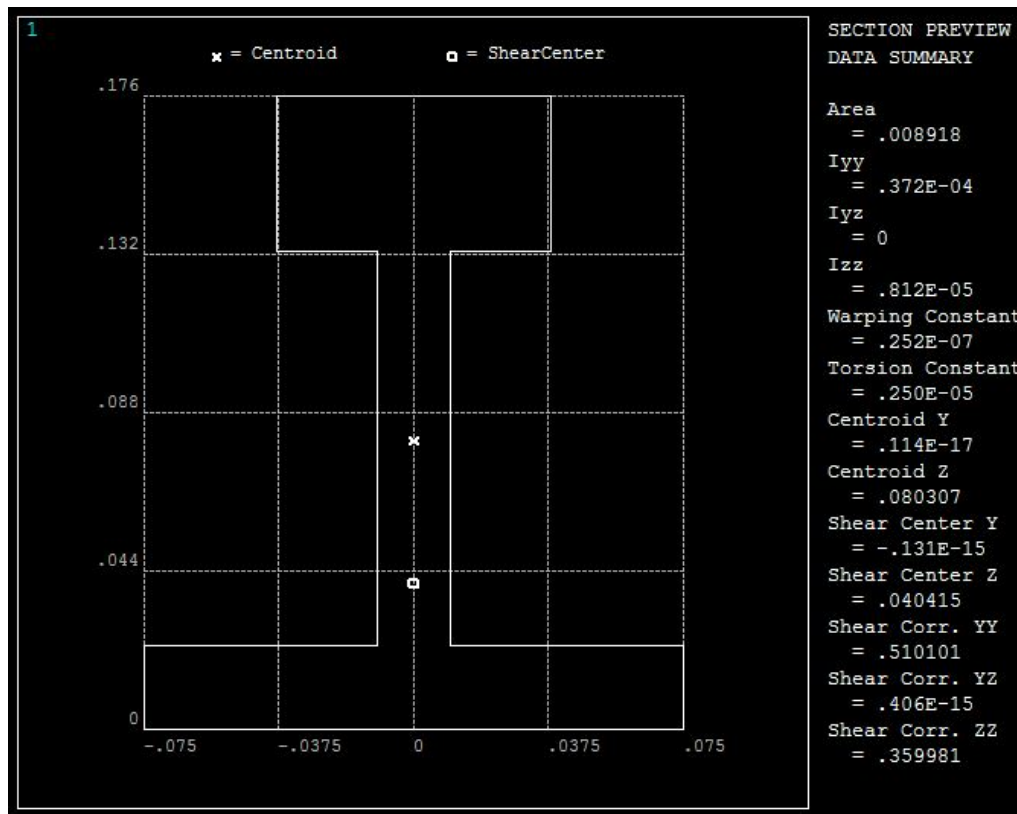 1
× = Centroid
□ = ShearCenter
.176
.132
.088
.044
0
-.075
-.0375
0
.0375
.075
SECTION PREVIEW
DATA SUMMARY
Area
= .008918
Iyy
= .372E-04
Iyz
= 0
Izz
= .812E-05
Warping Constant
= .252E-07
Torsion Constant
= .250E-05
Centroid Y
= .114E-17
Centroid Z
= .080307
Shear Center Y
= -.131E-15
Shear Center Z
= .040415
Shear Corr. YY
= .510101
Shear Corr. YZ
= .406E-15
Shear Corr. ZZ
= .359981